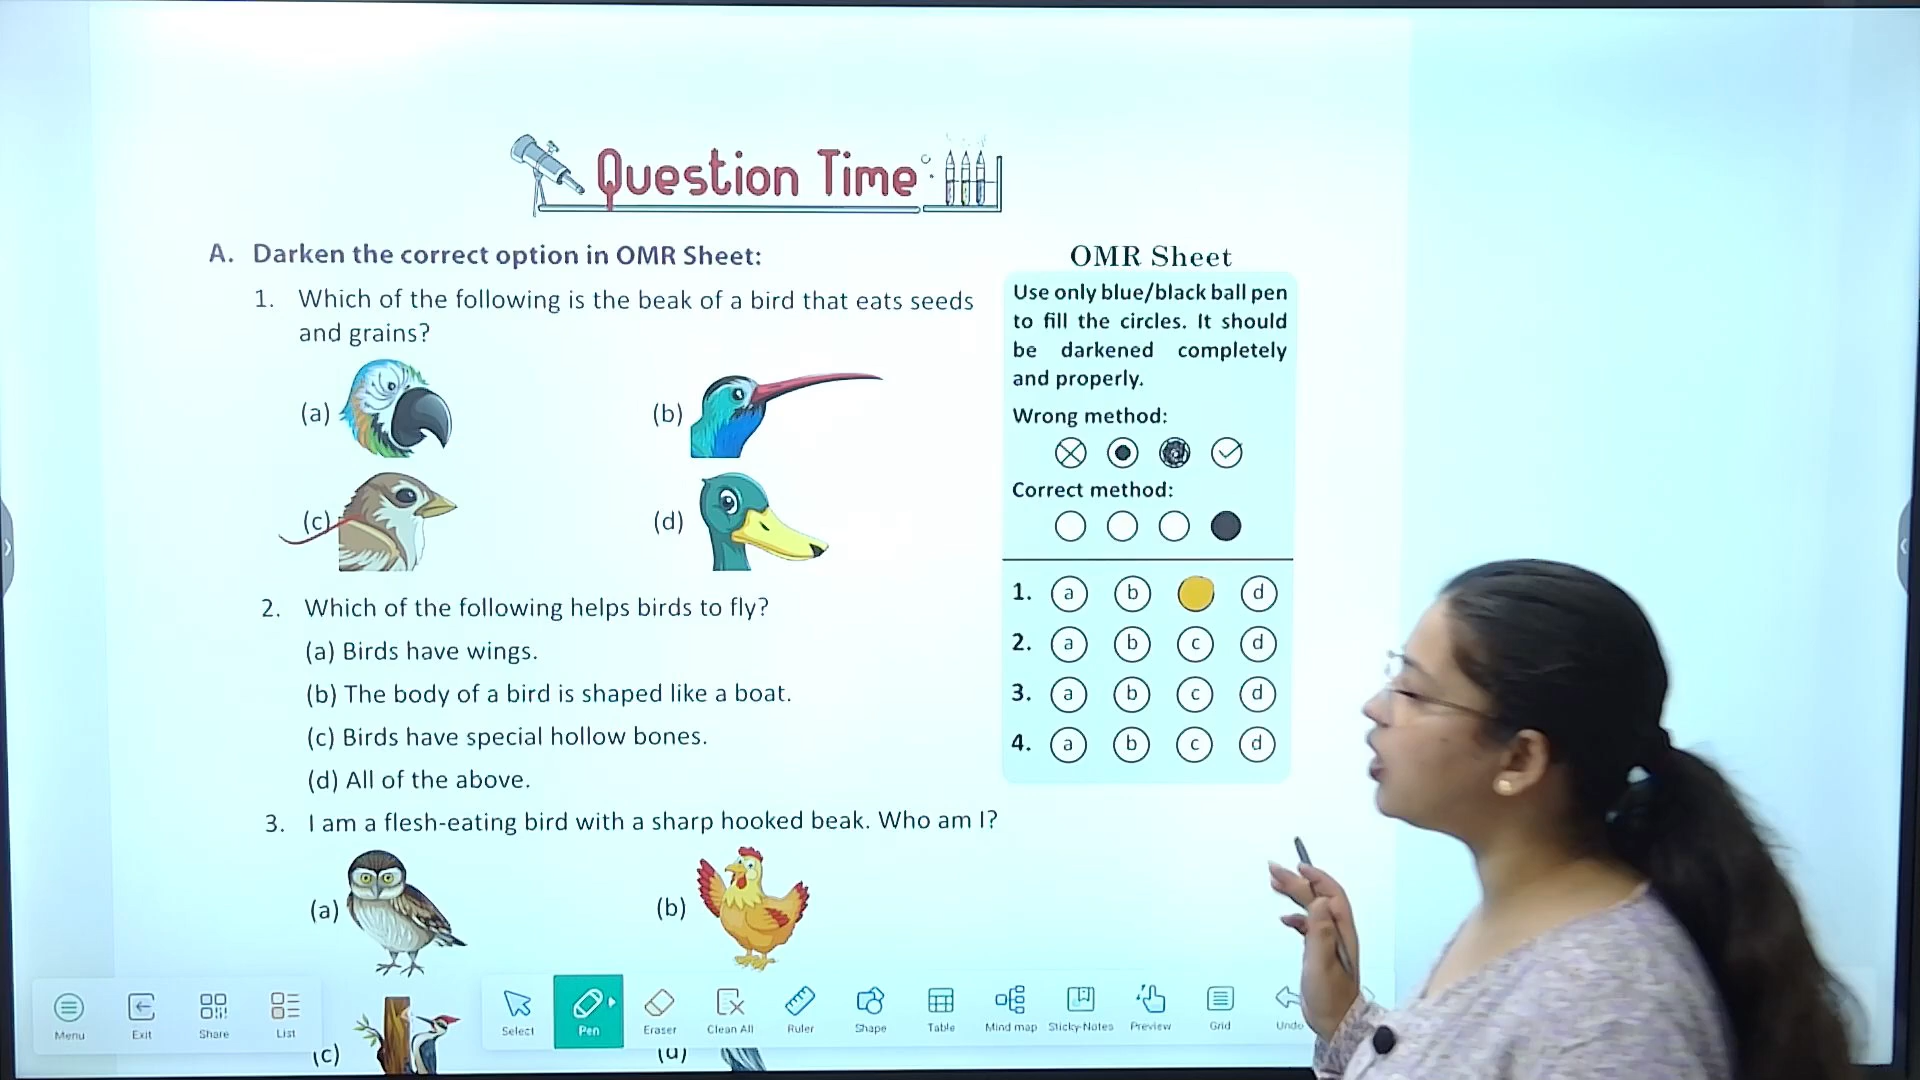 Question Time
A. Darken the correct option in OMR Sheet:
1. Which of the following is the beak of a bird that eats seeds
and grains?
(a)
(b)
(c)
(d)
2. Which of the following helps birds to fly?
(a) Birds have wings.
(b) The body of a bird is shaped like a boat.
(c) Birds have special hollow bones.
(d) All of the above.
3. I am a flesh-eating bird with a sharp hooked beak. Who am I?
(a)
(b)
(c)
(d)
OMR Sheet
Use only blue/black ball pen
to fill the circles. It should
be darkened completely
and properly.
Wrong method:
Correct method:
1. a b d
2. a b c d
3. a b c d
4. a b c d
Menu Exit Share List Select Pen Eraser Clean All Ruler Shape Table Mind map Sticky-Notes Preview Grid Undo